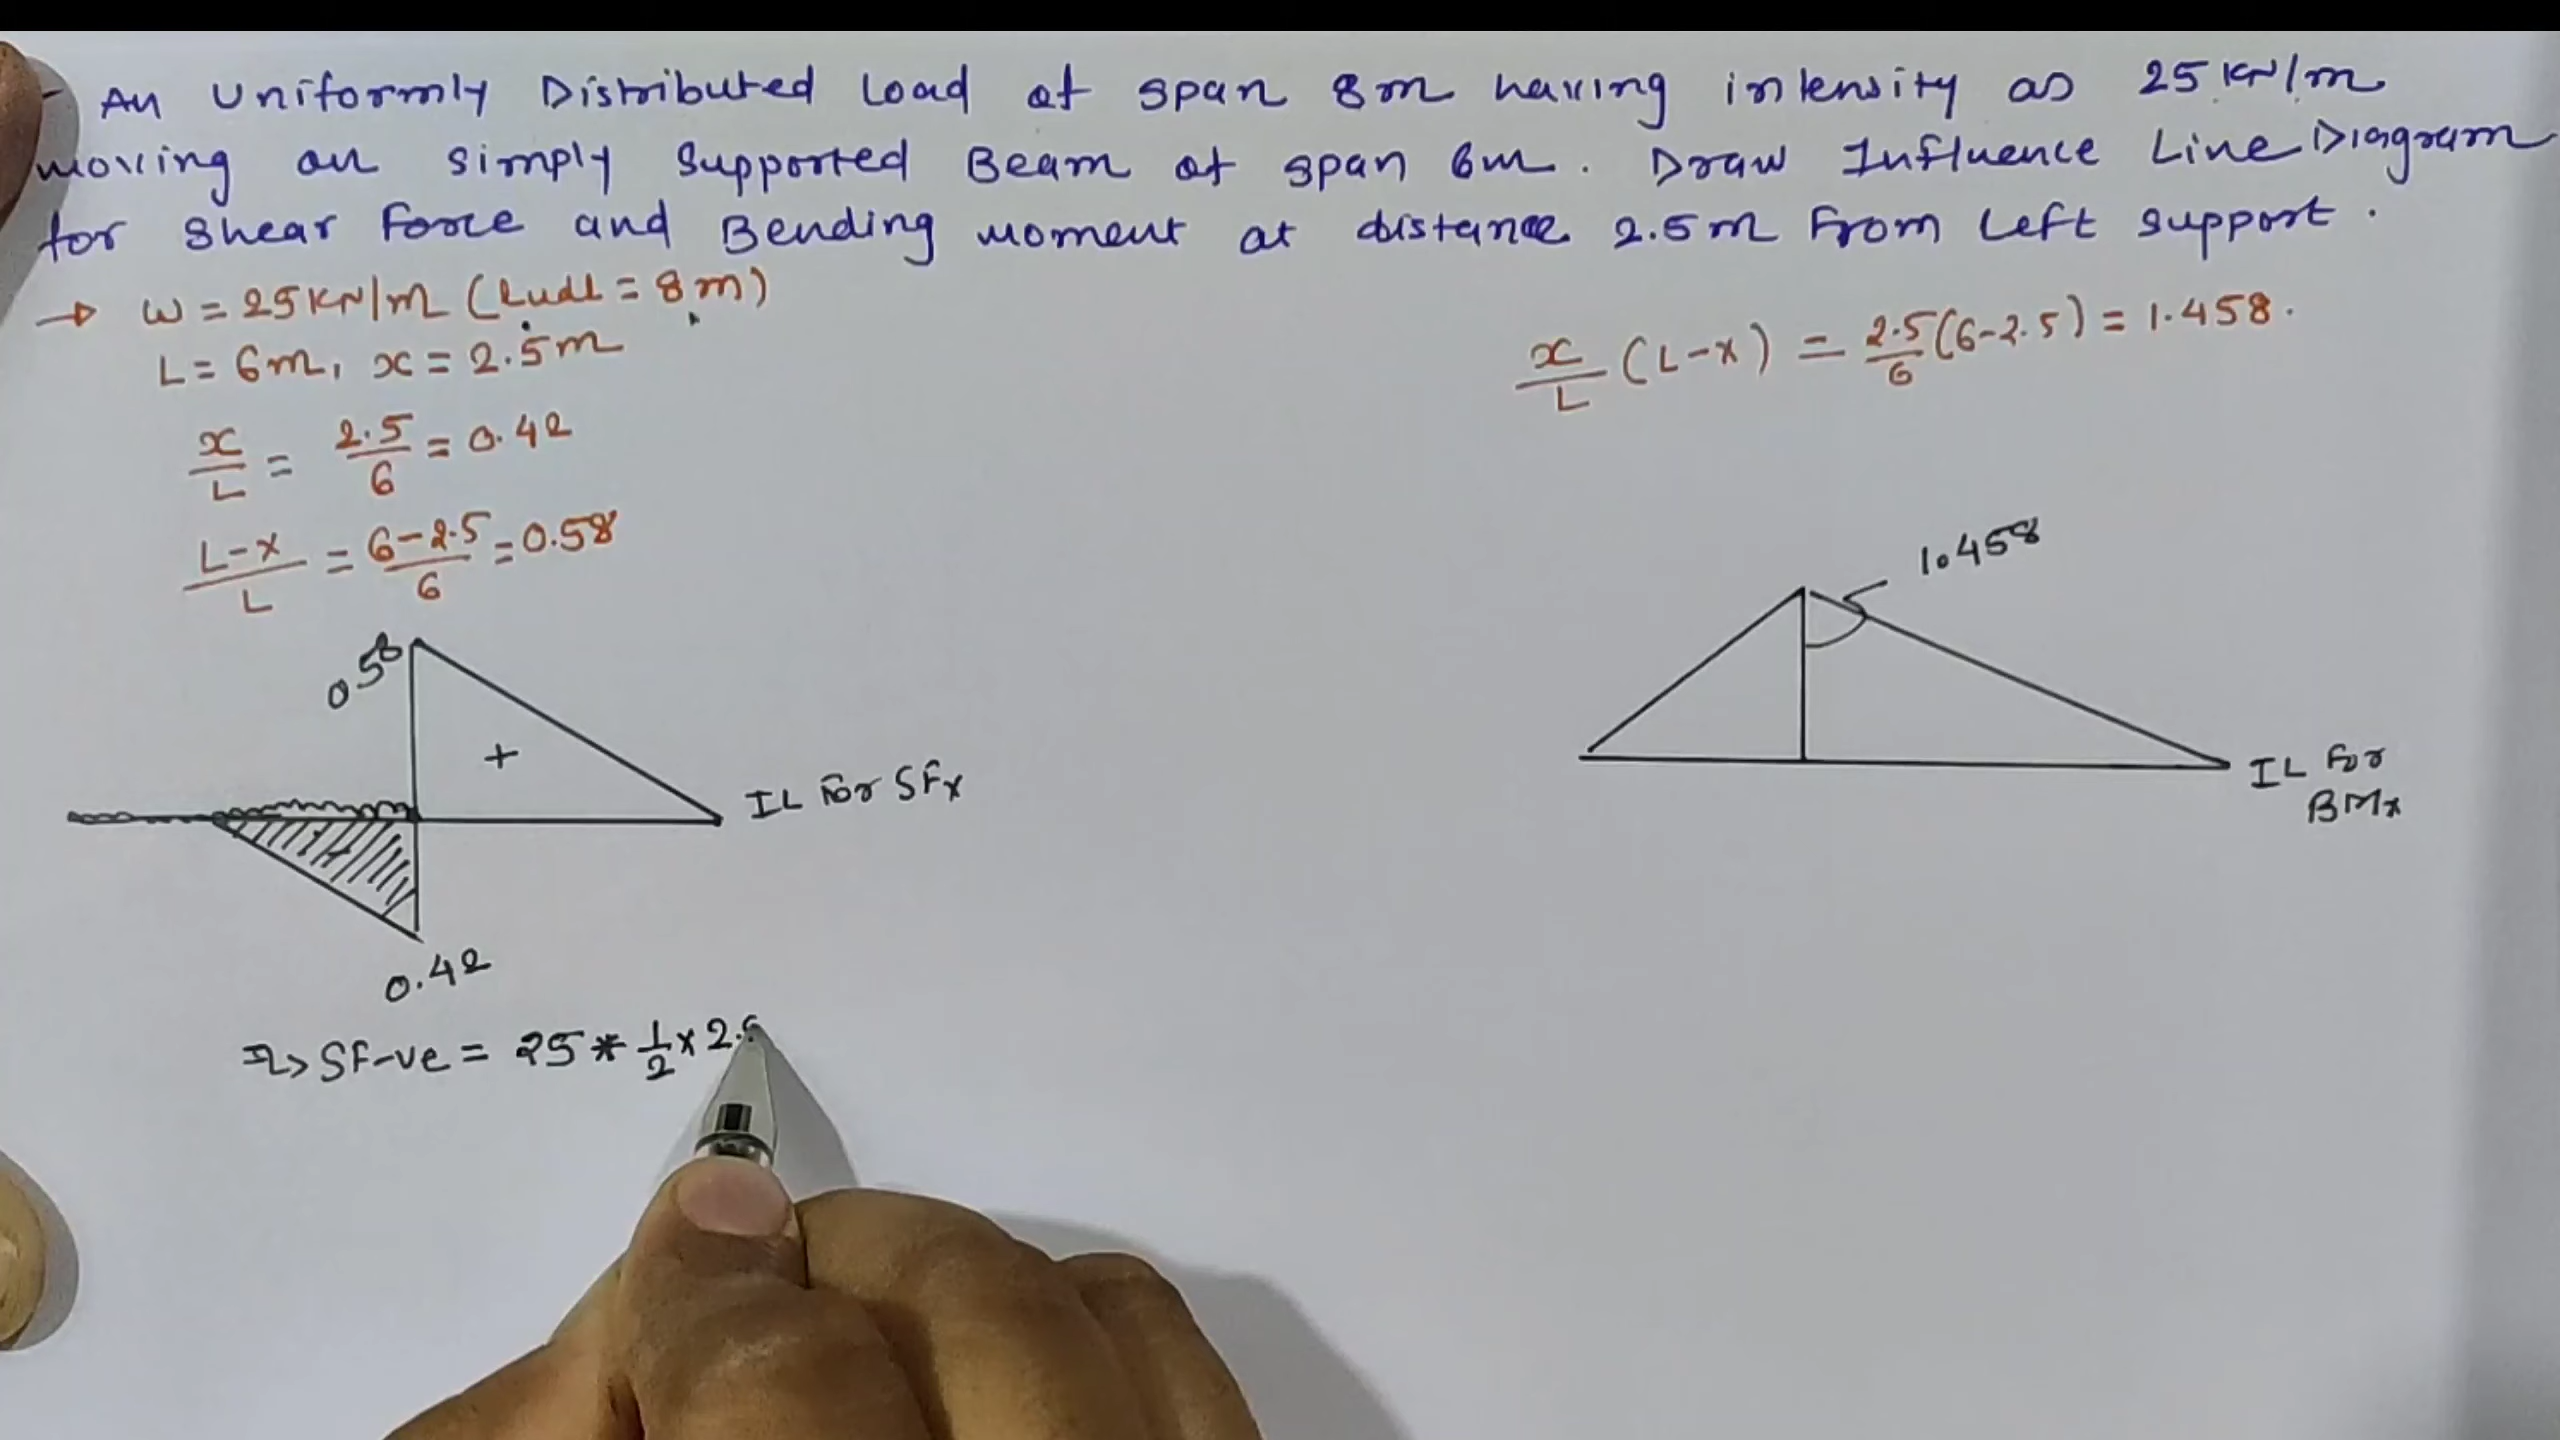 An Uniformly Distributed Load of span 8m having intensity as 25 KN/m
moving on simply supported Beam of span 6m. Draw Influence Line Diagram
for shear Force and Bending moment at distance 2.5m From Left support.
→ W = 25KN/m (Ludl = 8m)
L = 6m, x = 2.5m
x/L = 2.5/6 = 0.42
L-x/L = 6-2.5/6 = 0.58
x/L (L-x) = 2.5/6 (6-2.5) = 1.458.
0.58
+
IL For SFx
-
0.42
1.458
IL For
BMx
SF-ve = 25 * 1/2 x 2.5